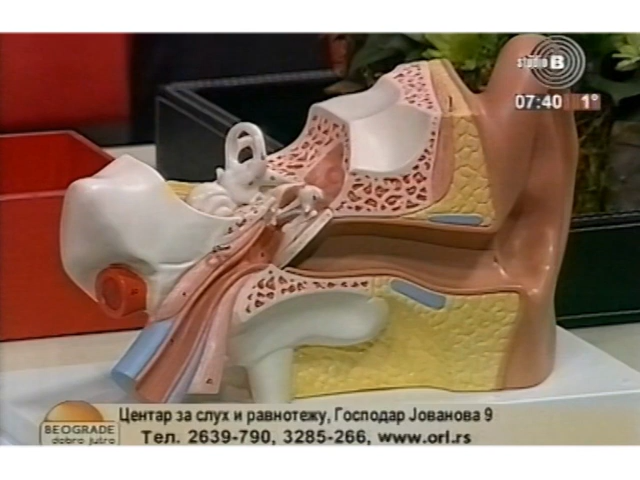 studio B
07:40 1°
Центар за слух и равнотежу, Господар Јованова 9
BEOGRADE
dobro jutro
Тел. 2639-790, 3285-266, www.orl.rs